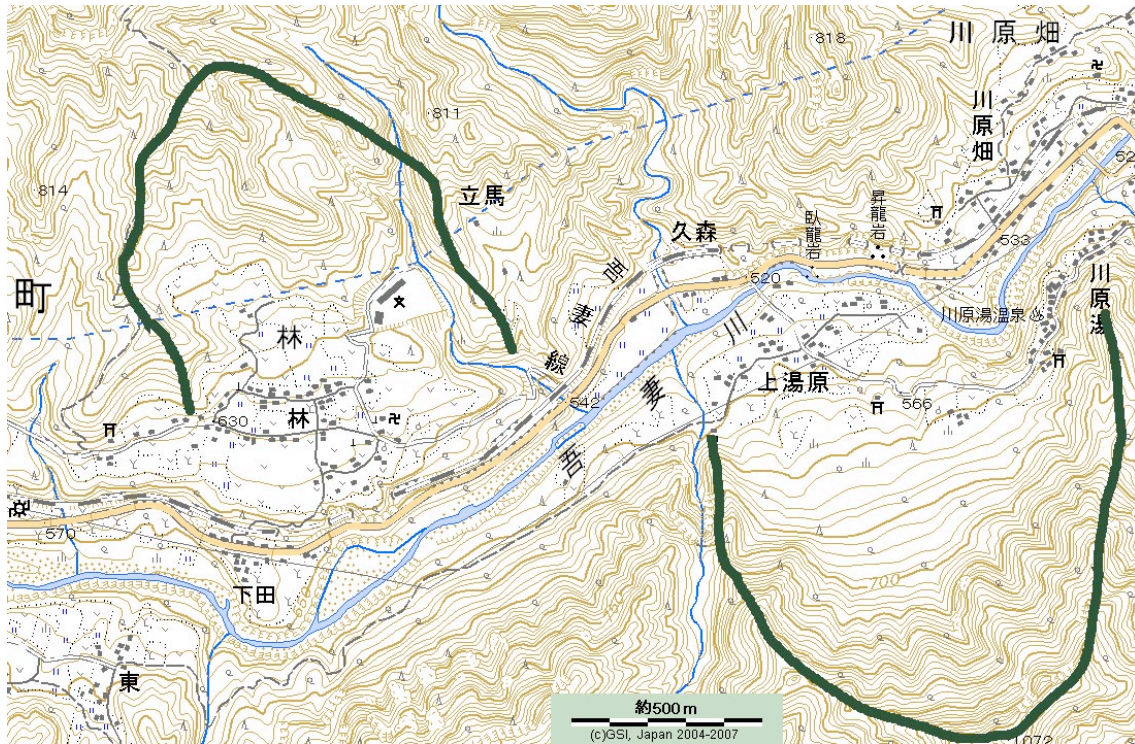 川原畑
818
川原畑
811
814
立馬
52
昇龍岩
臥龍岩
久森
533
吾妻線
520
川原湯
町
川原湯温泉
林
吾妻川
上湯原
542
566
630
林
570
700
下田
東
約500m
(c)GSI, Japan 2004-2007
1072